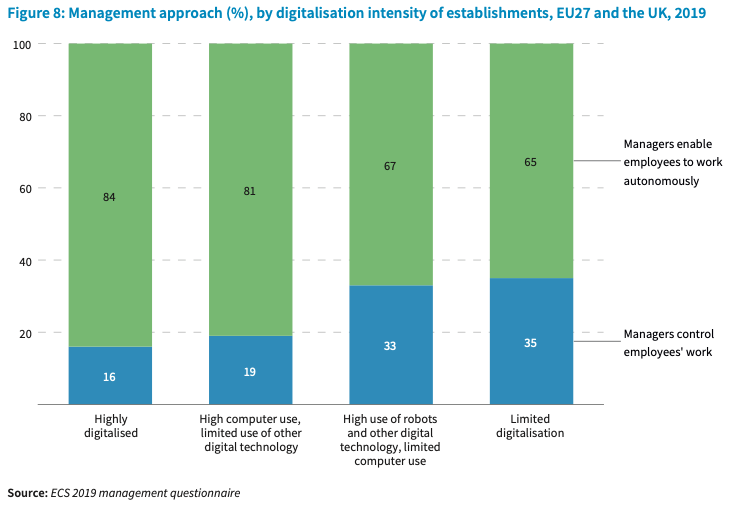 Figure 8: Management approach (%), by digitalisation intensity of establishments, EU27 and the UK, 2019
100
80
60
40
20
84
81
67
65
16
19
33
35
Managers enable
employees to work
autonomously
Managers control
employees' work
Highly
digitalised
High computer use,
limited use of other
digital technology
High use of robots
and other digital
technology, limited
computer use
Limited
digitalisation
Source: ECS 2019 management questionnaire